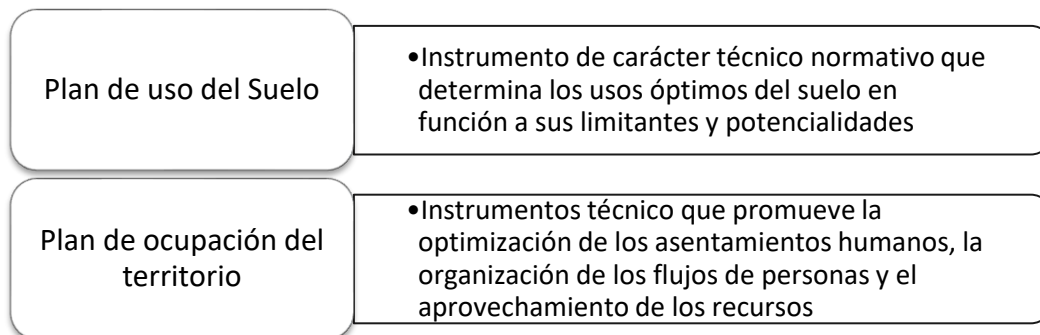 Plan de uso del Suelo
•Instrumento de carácter técnico normativo que
determina los usos óptimos del suelo en
función a sus limitantes y potencialidades
Plan de ocupación del
territorio
•Instrumentos técnico que promueve la
optimización de los asentamientos humanos, la
organización de los flujos de personas y el
aprovechamiento de los recursos